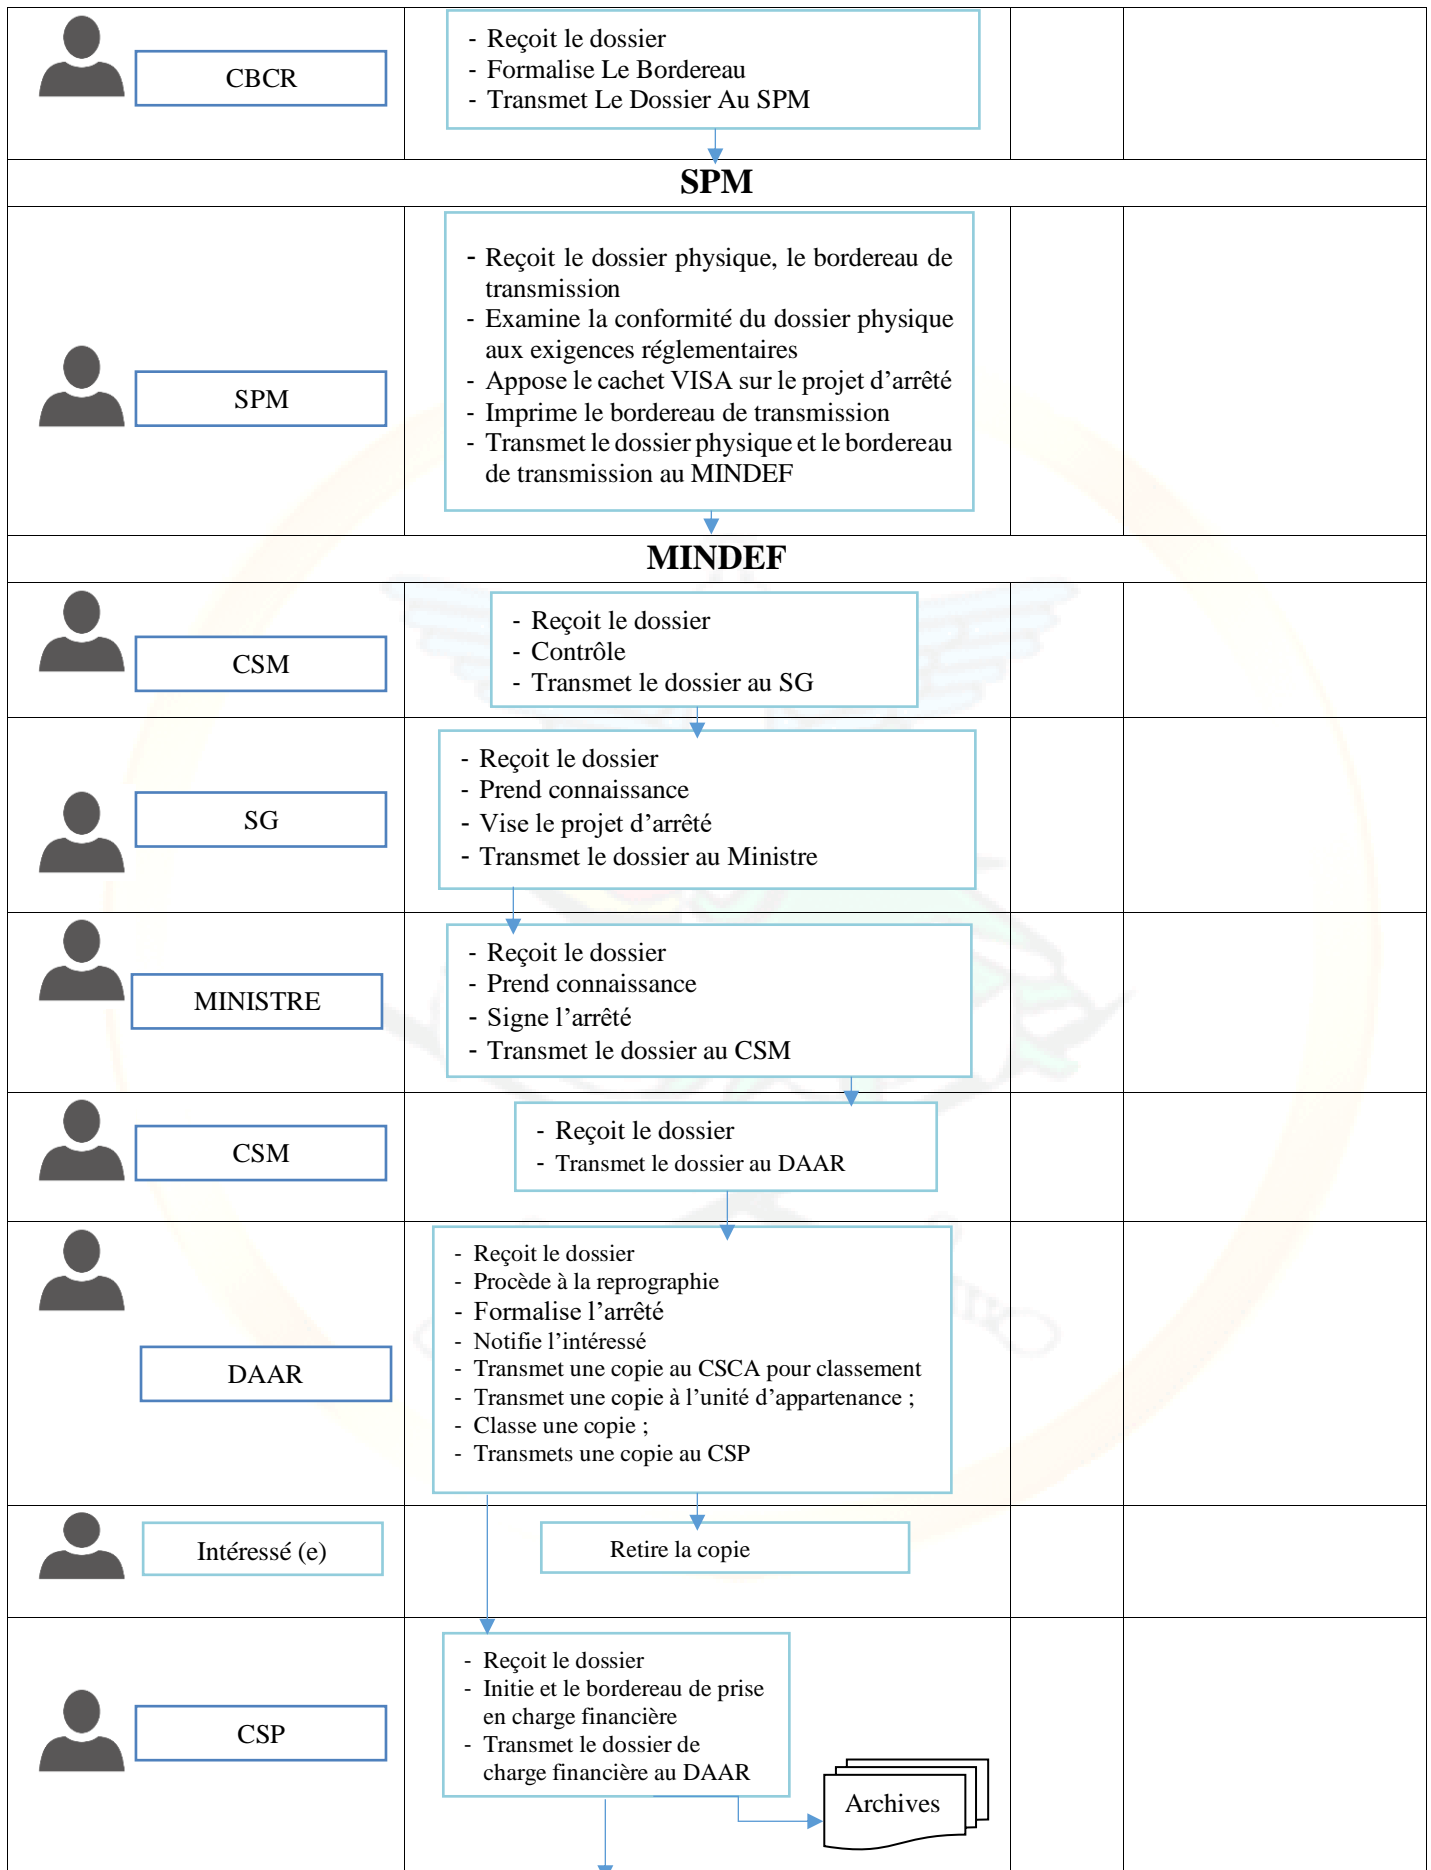 CBCR
- Reçoit le dossier
- Formalise Le Bordereau
- Transmet Le Dossier Au SPM
SPM
SPM
- Reçoit le dossier physique, le bordereau de
transmission
- Examine la conformité du dossier physique
aux exigences réglementaires
- Appose le cachet VISA sur le projet d’arrêté
- Imprime le bordereau de transmission
- Transmet le dossier physique et le bordereau
de transmission au MINDEF
MINDEF
CSM
- Reçoit le dossier
- Contrôle
- Transmet le dossier au SG
SG
- Reçoit le dossier
- Prend connaissance
- Vise le projet d’arrêté
- Transmet le dossier au Ministre
MINISTRE
- Reçoit le dossier
- Prend connaissance
- Signe l’arrêté
- Transmet le dossier au CSM
CSM
- Reçoit le dossier
- Transmet le dossier au DAAR
DAAR
- Reçoit le dossier
- Procède à la reprographie
- Formalise l’arrêté
- Notifie l’intéressé
- Transmet une copie au CSCA pour classement
- Transmet une copie à l’unité d’appartenance ;
- Classe une copie ;
- Transmets une copie au CSP
Intéressé (e)
Retire la copie
CSP
- Reçoit le dossier
- Initie et le bordereau de prise
en charge financière
- Transmet le dossier de
charge financière au DAAR
Archives